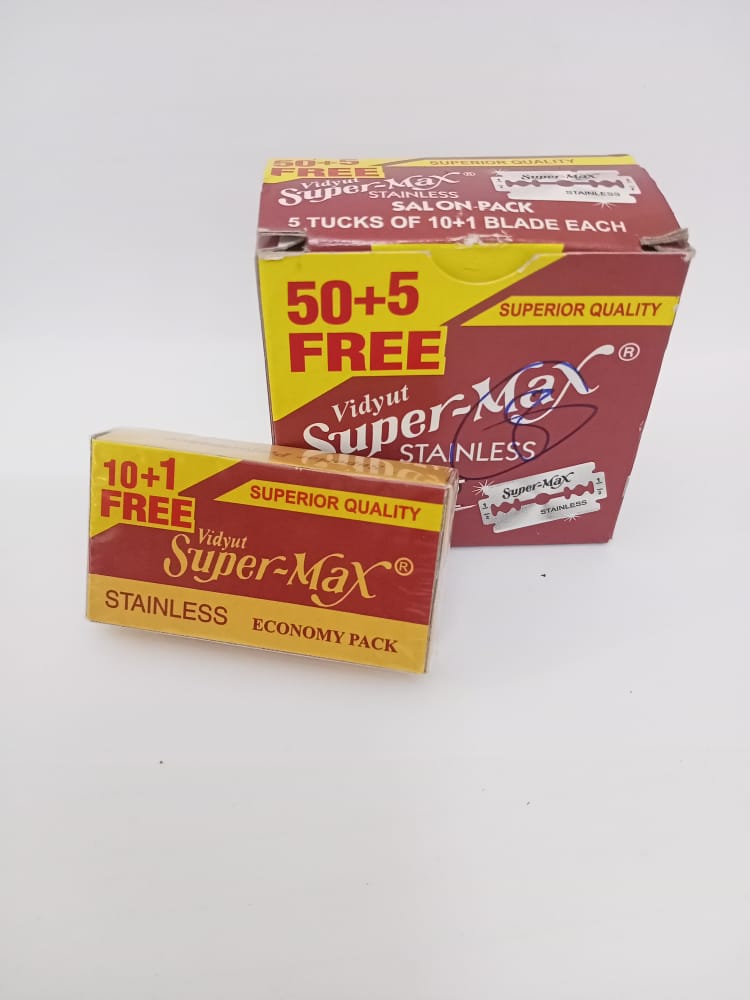 50+5
FREE
SUPERIOR QUALITY
Vidyut
Super-Max®
STAINLESS
Super-Max
STAINLESS
SALON PACK
5 TUCKS OF 10+1 BLADE EACH
50+5
FREE
SUPERIOR QUALITY
Vidyut
Super-Max®
STAINLESS
Super-Max
STAINLESS
10+1
FREE
SUPERIOR QUALITY
Vidyut
Super-Max®
STAINLESS
ECONOMY PACK